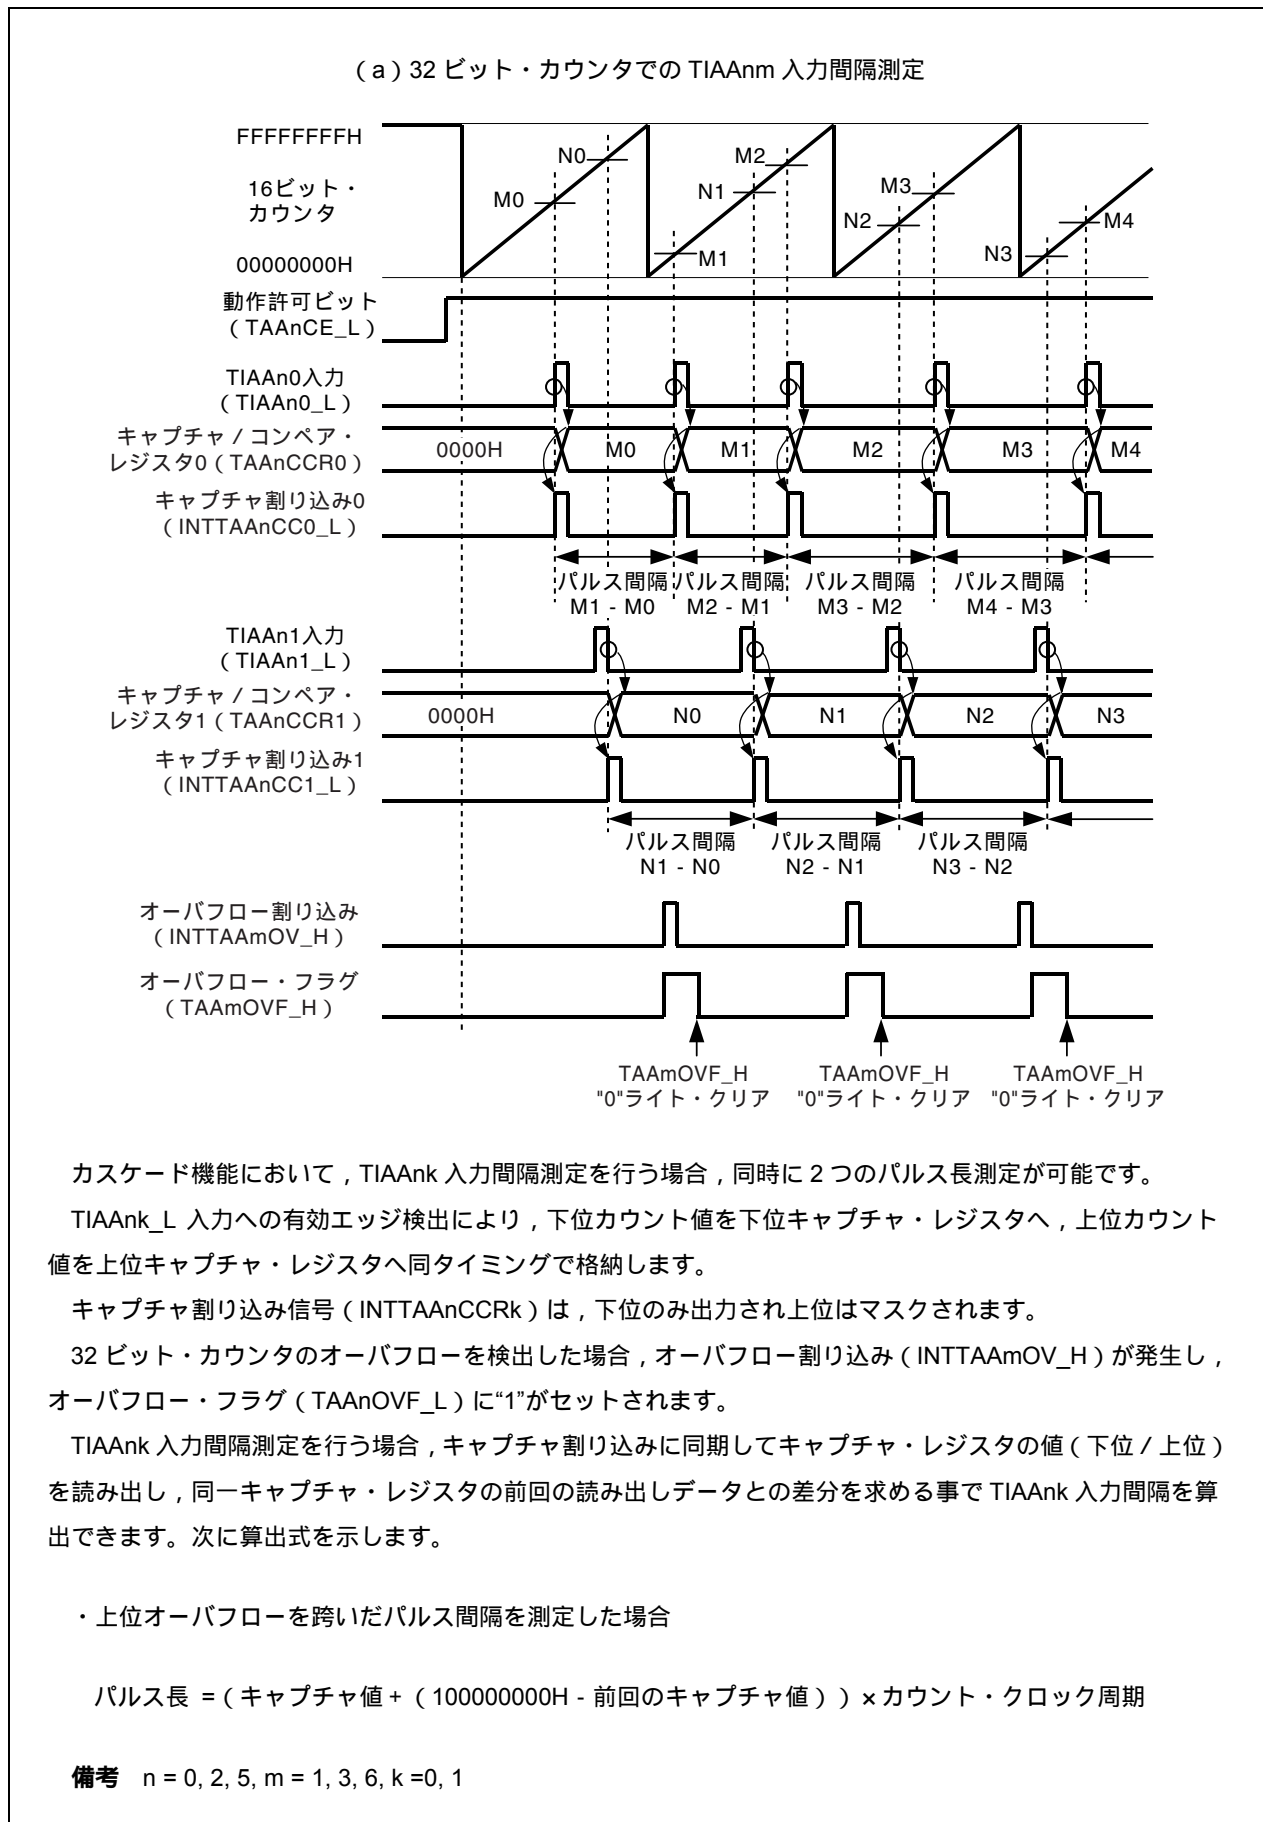 （a）32 ビット・カウンタでの TIAAnm 入力間隔測定
FFFFFFFFH
16ビット・
カウンタ
00000000H
M0
N0
M1
N1
M2
N2
M3
N3
M4
動作許可ビット
（TAAnCE_L）
TIAAn0入力
（TIAAn0_L）
キャプチャ / コンペア・
レジスタ0（TAAnCCR0）
0000H M0 M1 M2 M3 M4
キャプチャ割り込み0
（INTTAAnCC0_L）
パルス間隔 パルス間隔 パルス間隔 パルス間隔
M1 - M0 M2 - M1 M3 - M2 M4 - M3
TIAAn1入力
（TIAAn1_L）
キャプチャ / コンペア・
レジスタ1（TAAnCCR1）
0000H N0 N1 N2 N3
キャプチャ割り込み1
（INTTAAnCC1_L）
パルス間隔 パルス間隔 パルス間隔
N1 - N0 N2 - N1 N3 - N2
オーバフロー割り込み
（INTTAAmOV_H）
オーバフロー・フラグ
（TAAmOVF_H）
TAAmOVF_H TAAmOVF_H TAAmOVF_H
"0"ライト・クリア "0"ライト・クリア "0"ライト・クリア
カスケード機能において，TIAAnk 入力間隔測定を行う場合，同時に 2 つのパルス長測定が可能です。
TIAAnk_L 入力への有効エッジ検出により，下位カウント値を下位キャプチャ・レジスタへ，上位カウント
値を上位キャプチャ・レジスタへ同タイミングで格納します。
キャプチャ割り込み信号（INTTAAnCCRk）は，下位のみ出力され上位はマスクされます。
32 ビット・カウンタのオーバフローを検出した場合，オーバフロー割り込み（INTTAAmOV_H）が発生し，
オーバフロー・フラグ（TAAnOVF_L）に“1”がセットされます。
TIAAnk 入力間隔測定を行う場合，キャプチャ割り込みに同期してキャプチャ・レジスタの値（下位 / 上位）
を読み出し，同一キャプチャ・レジスタの前回の読み出しデータとの差分を求める事で TIAAnk 入力間隔を算
出できます。次に算出式を示します。
・上位オーバフローを跨いだパルス間隔を測定した場合
パルス長 =（キャプチャ値 + （100000000H - 前回のキャプチャ値））×カウント・クロック周期
備考 n = 0, 2, 5, m = 1, 3, 6, k =0, 1